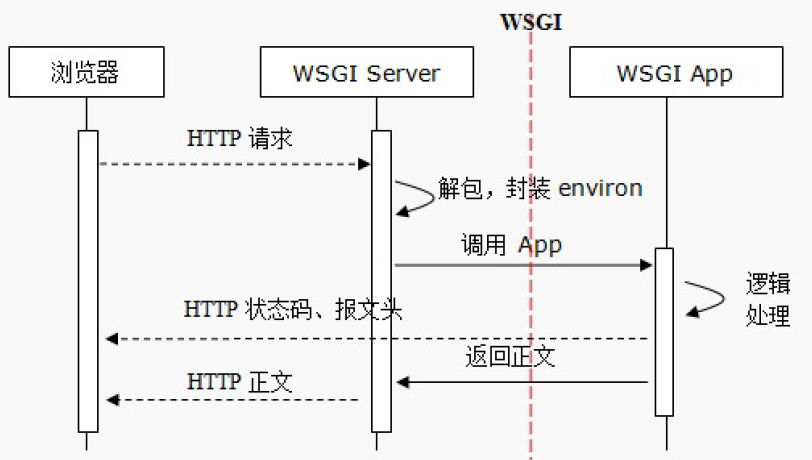 WSGI
浏览器
WSGI Server
WSGI App
HTTP 请求
解包，封装 environ
调用 App
逻辑
处理
HTTP 状态码、报文头
返回正文
HTTP 正文